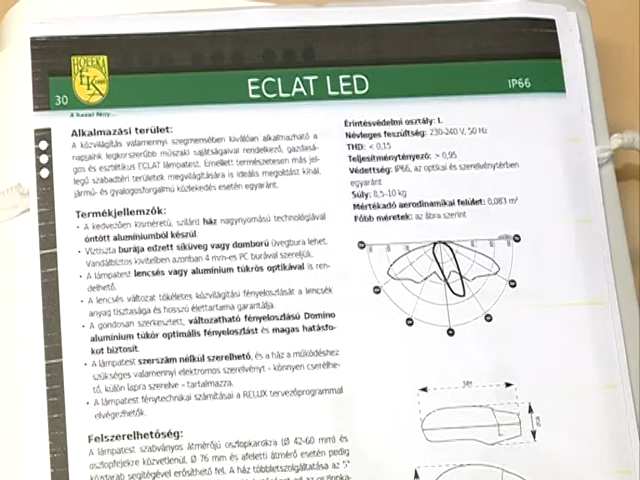 HOFEKA
30
ECLAT LED
IP66
A fukar fény...
Alkalmazási terület:
A közvilágítás valamennyi szegmensében kiválóan alkalmazható a
napjaink legkorszerűbb műszaki sajátságaival rendelkező, gazdasá-
gos és esztétikus ECLAT lámpatest. Emellett természetesen más jel-
legű szabadtéri területek megvilágítására is ideális megoldást kínál,
jármű- és gyalogosforgalmú közlekedés esetén egyaránt.
Termékjellemzők:
• A kedvezően kisméretű, szilárd ház nagynyomású technológiával
öntött alumíniumból készül.
• Víztiszta burája edzett síküveg vagy domború üvegbura lehet.
Vandálbiztos kivitelben azonban 4 mm-es PC burával szereljük.
• A lámpatest lencsés vagy alumínium tükrös optikával is ren-
delhető.
• A lencsés változat tökéletes közvilágítási fényeloszlását a lencsék
anyag tisztasága és hosszú élettartama garantálja.
• A gondosan szerkesztett, változatható fényeloszlású Domino
alumínium tükör optimális fényeloszlást és magas hatásfo-
kot biztosít.
• A lámpatest szerszám nélkül szerelhető, és a ház a működéshez
szükséges valamennyi elektromos szerelvényt – könnyen cserélhe-
tő, külön lapra szerelve – tartalmazza.
• A lámpatest fénytechnikai számításai a RELUX tervezőprogrammal
elvégezhetők.
Felszerelhetőség:
A lámpatest szabványos átmérőjű oszlopkarokra (Ø 42-60 mm) és
oszlopfejekre közvetlenül, Ø 76 mm és afeletti átmérő esetén pedig
közdarab segítségével erősíthető fel. A ház többletszolgáltatása az 5°
Érintésvédelmi osztály: I.
Névleges feszültség: 230-240 V, 50 Hz
THD: < 0,15
Teljesítménytényező: > 0,95
Védettség: IP66, az optikai és szerelvénytérben
egyaránt
Súly: 8,5-10 kg
Mértékadó aerodinamikai felület: 0,083 m²
Főbb méretek: az ábra szerint